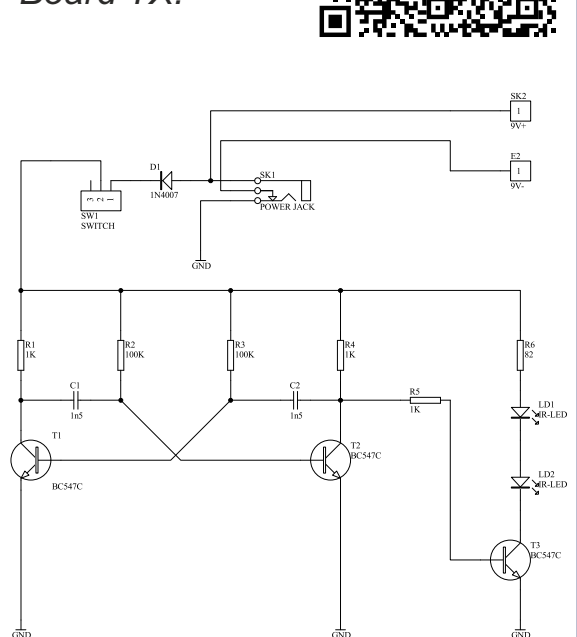 Board TX:
SK2
1
9V+
E2
1
9V-
D1
1N4007
SK1
POWER JACK
3 2 1
SW1
SWITCH
GND
R1
1K
R2
100K
R3
100K
R4
1K
R6
82
C1
1n5
C2
1n5
R5
1K
LD1
IR-LED
T1
BC547C
T2
BC547C
LD2
IR-LED
T3
BC547C
GND
GND
GND